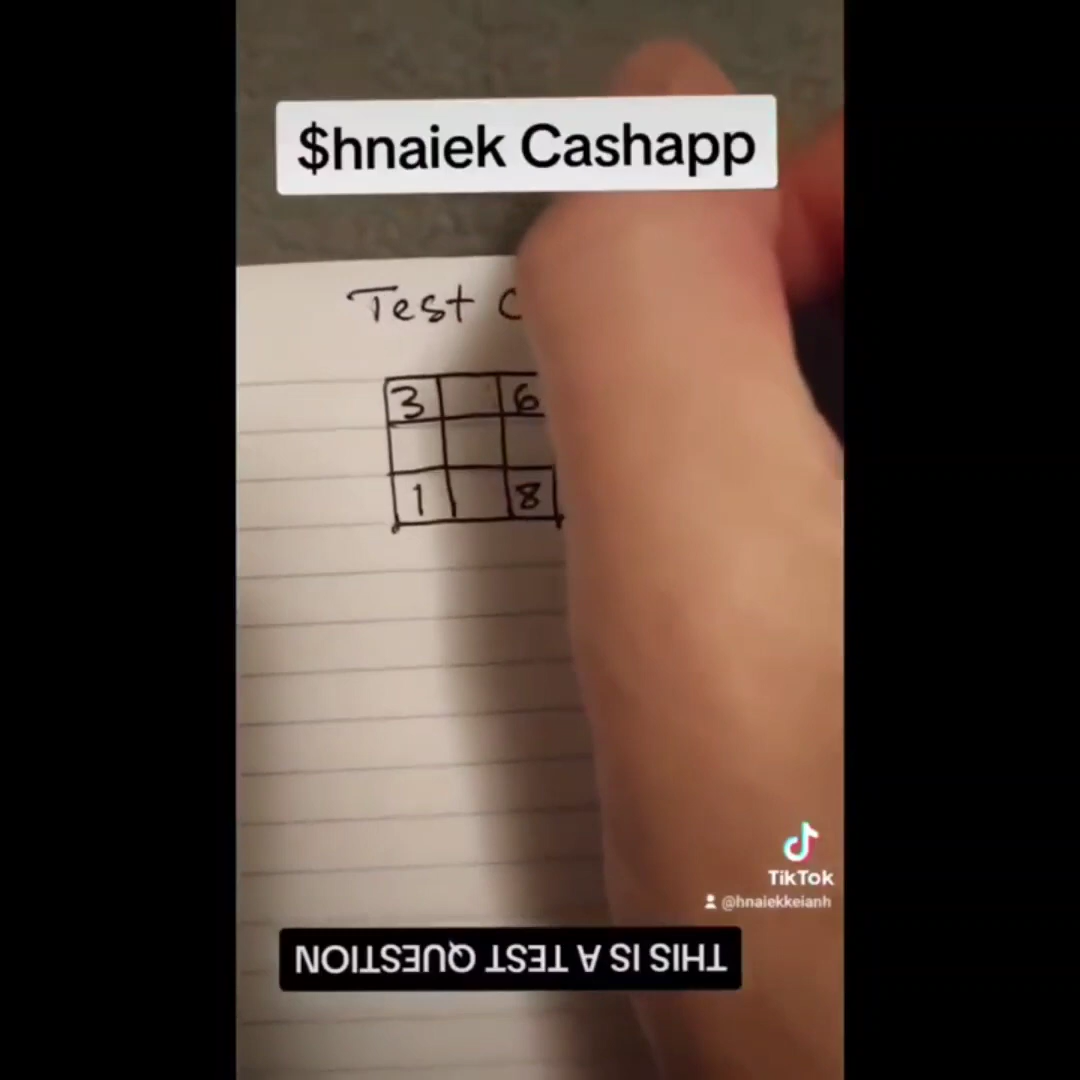 $hnaiek Cashapp
Test
3 6
1 8
TikTok
@hnaiekkeianh
THIS IS A TEST QUESTION